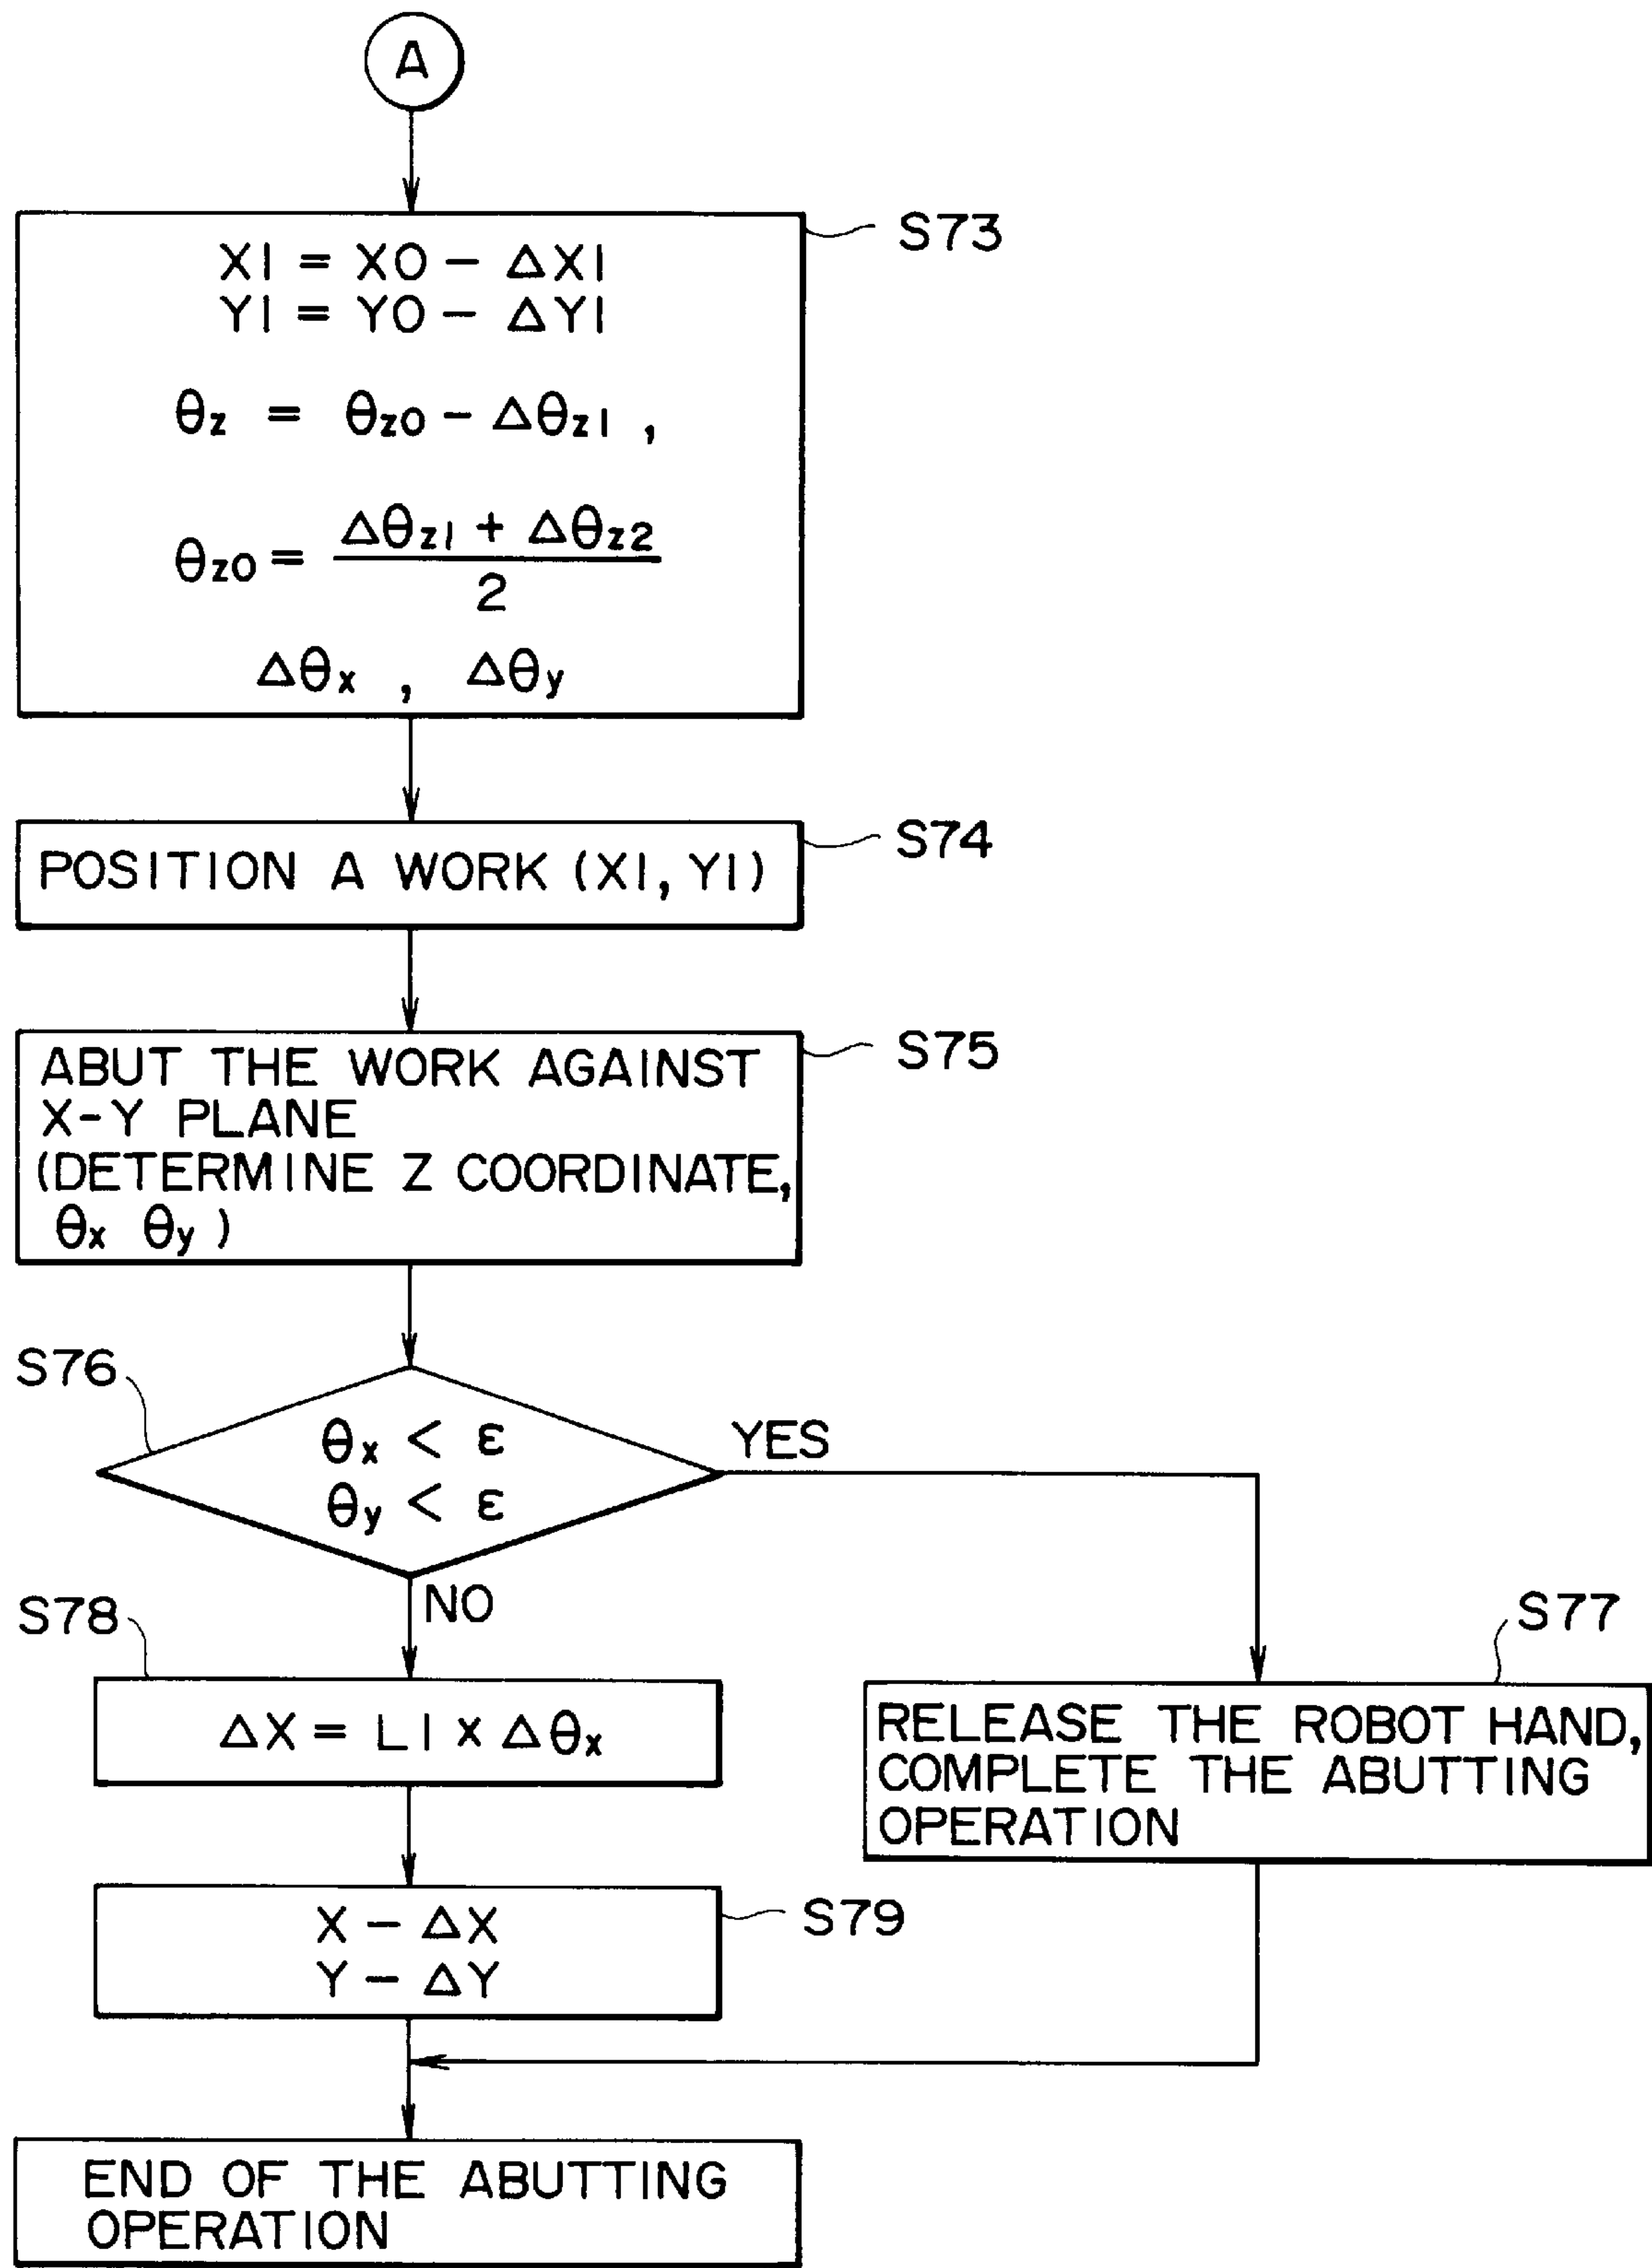 A
S73
X1 = X0 - ΔX1
Y1 = Y0 - ΔY1
θz = θz0 - Δθz1 ,
θz0 = Δθz1 + Δθz2
2
Δθx , Δθy
S74
POSITION A WORK (X1, Y1)
S75
ABUT THE WORK AGAINST
X-Y PLANE
(DETERMINE Z COORDINATE,
θx θy )
S76
θx < ε
θy < ε
YES
NO
S78
ΔX = L1 x Δθx
S77
RELEASE THE ROBOT HAND,
COMPLETE THE ABUTTING
OPERATION
S79
X - ΔX
Y - ΔY
END OF THE ABUTTING
OPERATION